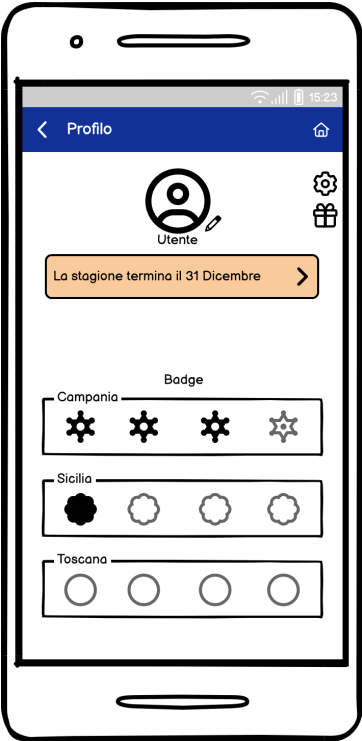 15:23
Profilo
Utente
La stagione termina il 31 Dicembre
Badge
Campania
Sicilia
Toscana